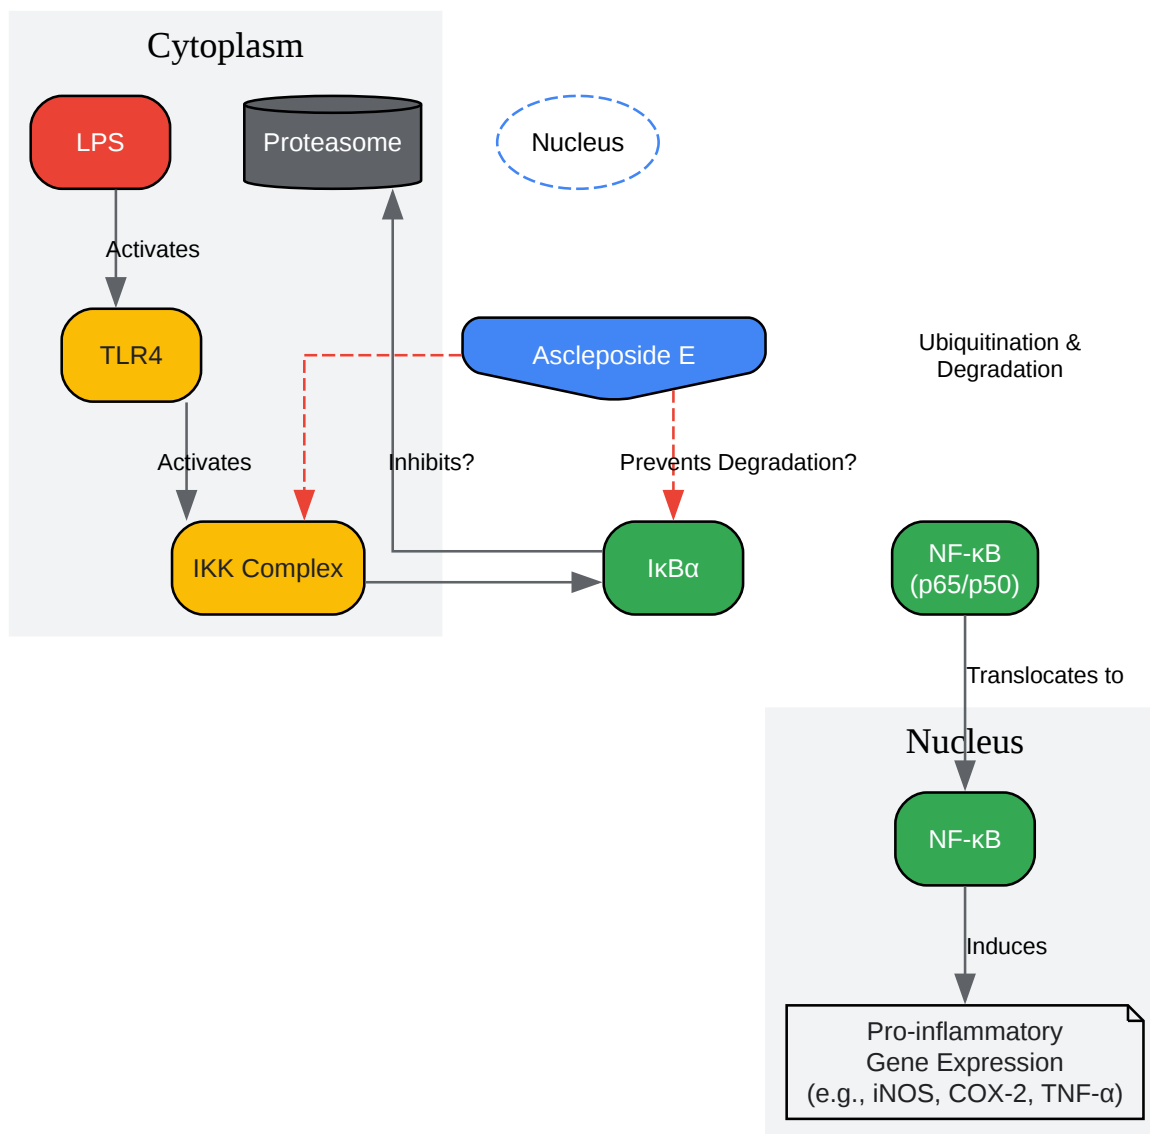 Cytoplasm
LPS
Proteasome
Nucleus
Activates
TLR4
Ascleposide E
Ubiquitination &
Degradation
Activates
Inhibits?
Prevents Degradation?
IKK Complex
IκBα
NF-κB
(p65/p50)
Translocates to
Nucleus
NF-κB
Induces
Pro-inflammatory
Gene Expression
(e.g., iNOS, COX-2, TNF-α)